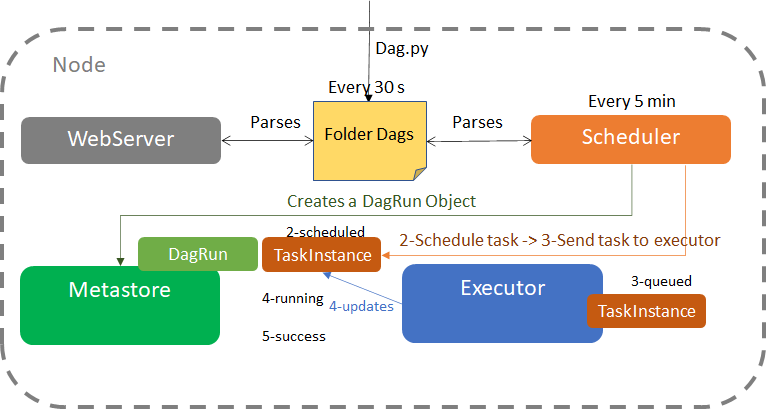 Dag.py
Node
Every 30 s
Every 5 min
WebServer
Parses
Folder Dags
Parses
Scheduler
Creates a DagRun Object
2-scheduled
2-Schedule task -> 3-Send task to executor
DagRun
TaskInstance
Metastore
Executor
3-queued
4-running
4-updates
TaskInstance
5-success